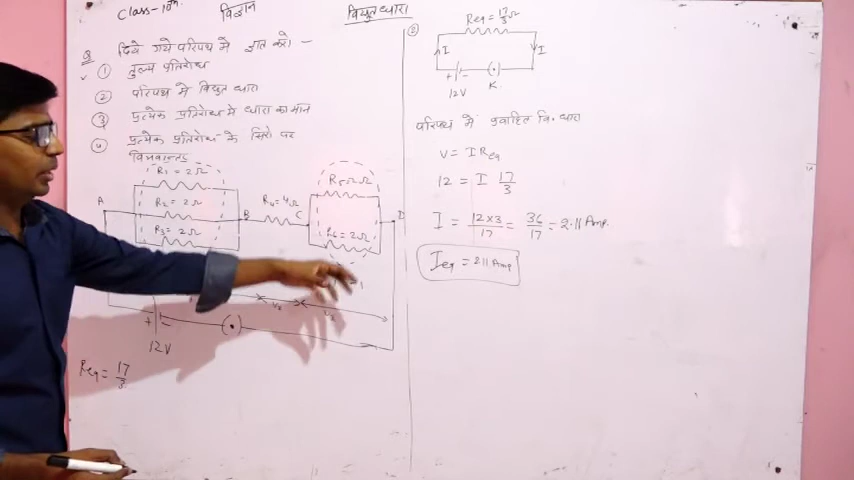 Class-10th विज्ञान विद्युत धारा
Q दिये गये परिपथ में ज्ञात करो। -
① तुल्य प्रतिरोध
② परिपथ में विद्युत धारा
③ प्रत्येक प्रतिरोध में धारा का मान
④ प्रत्येक प्रतिरोध के सिरो पर
विभवान्तर
R₁ = 2Ω
R₂ = 2Ω
R₃ = 2Ω
A
B
R₄ = 4Ω
C
R₅=2Ω
R₆=2Ω
D
+ -
12V
Req = 17/3
②
Req = 17/3 Ω
I I
+ -
12V K
परिपथ में प्रवाहित वि. धारा
V = I Req
12 = I 17/3
I = 12×3/17 = 36/17 = 2.11 Amp.
Ieq = 2.11 Amp